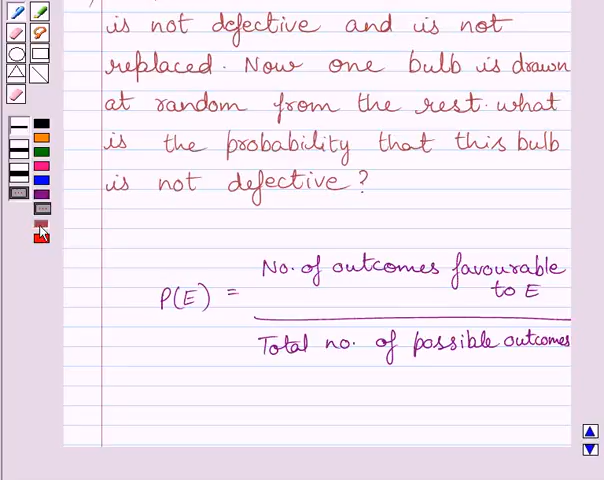 is not defective and is not
replaced. Now one bulb is drawn
at random from the rest. what
is the probability that this bulb
is not defective?
No. of outcomes favourable
to E
P(E) =
Total no. of possible outcomes